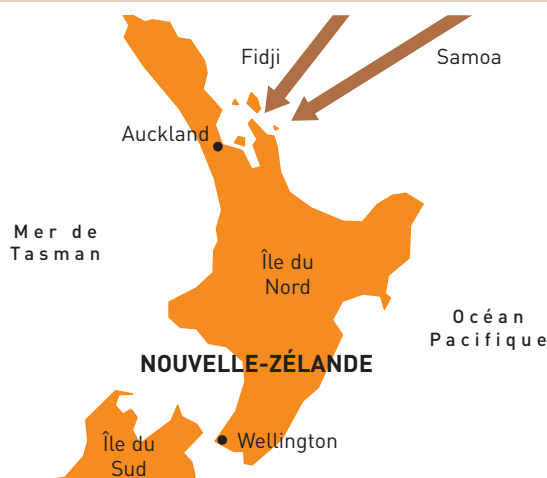 Fidji
Samoa
Auckland
Mer de
Tasman
Île du
Nord
Océan
Pacifique
NOUVELLE-ZÉLANDE
Île du
Sud
Wellington